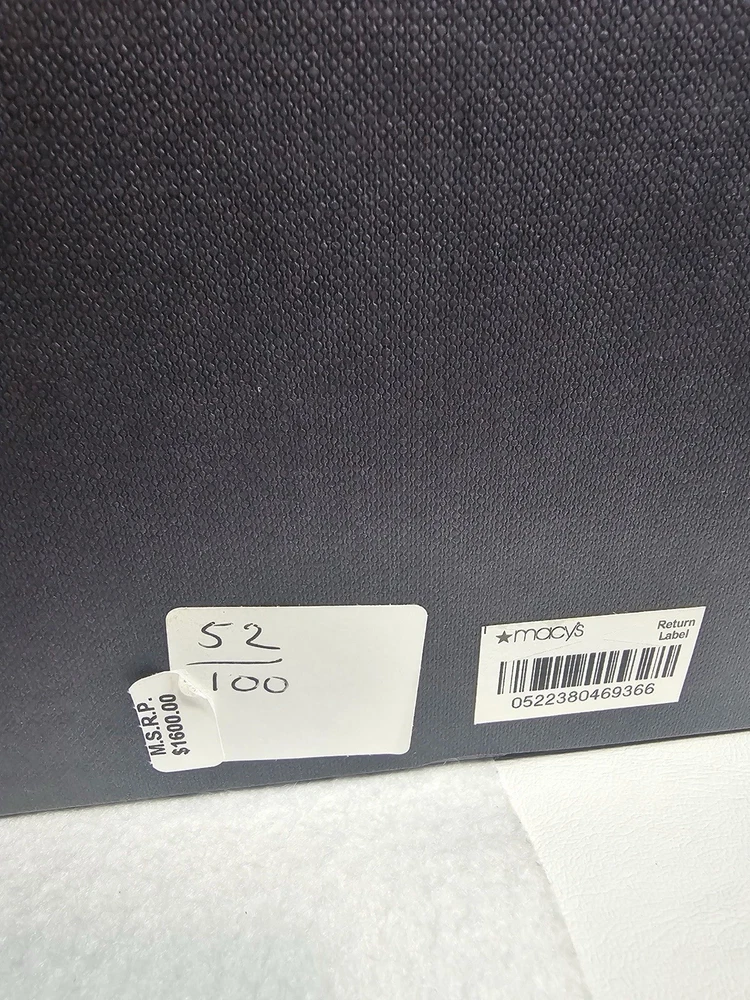 52
100
M.S.R.P.
$1600.00
macy's
Return
Label
0522380469366